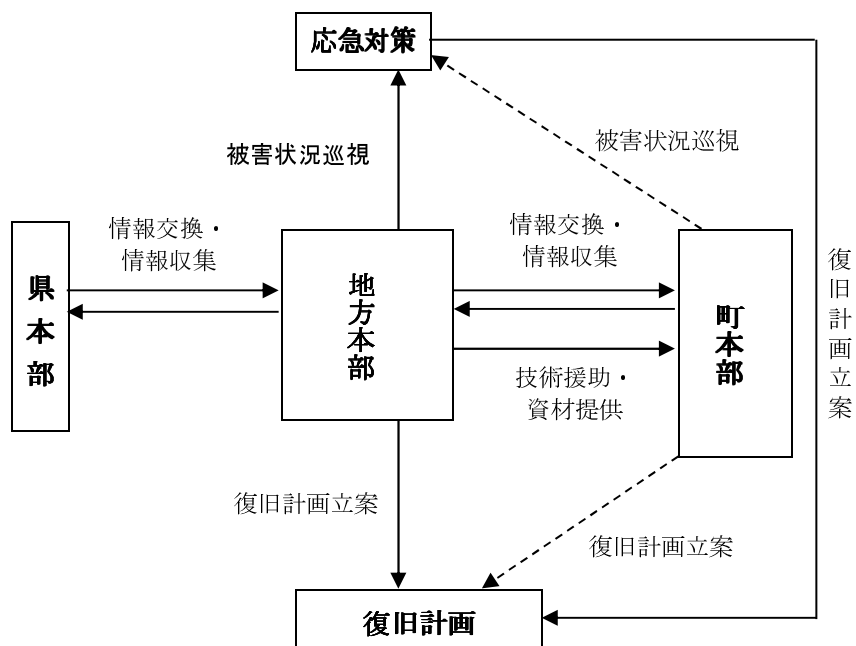 応急対策
被害状況巡視
被害状況巡視
情報交換・
情報収集
情報交換・
情報収集
県本部
地方本部
町本部
復旧計画立案
技術援助・
資材提供
復旧計画立案
復旧計画立案
復旧計画